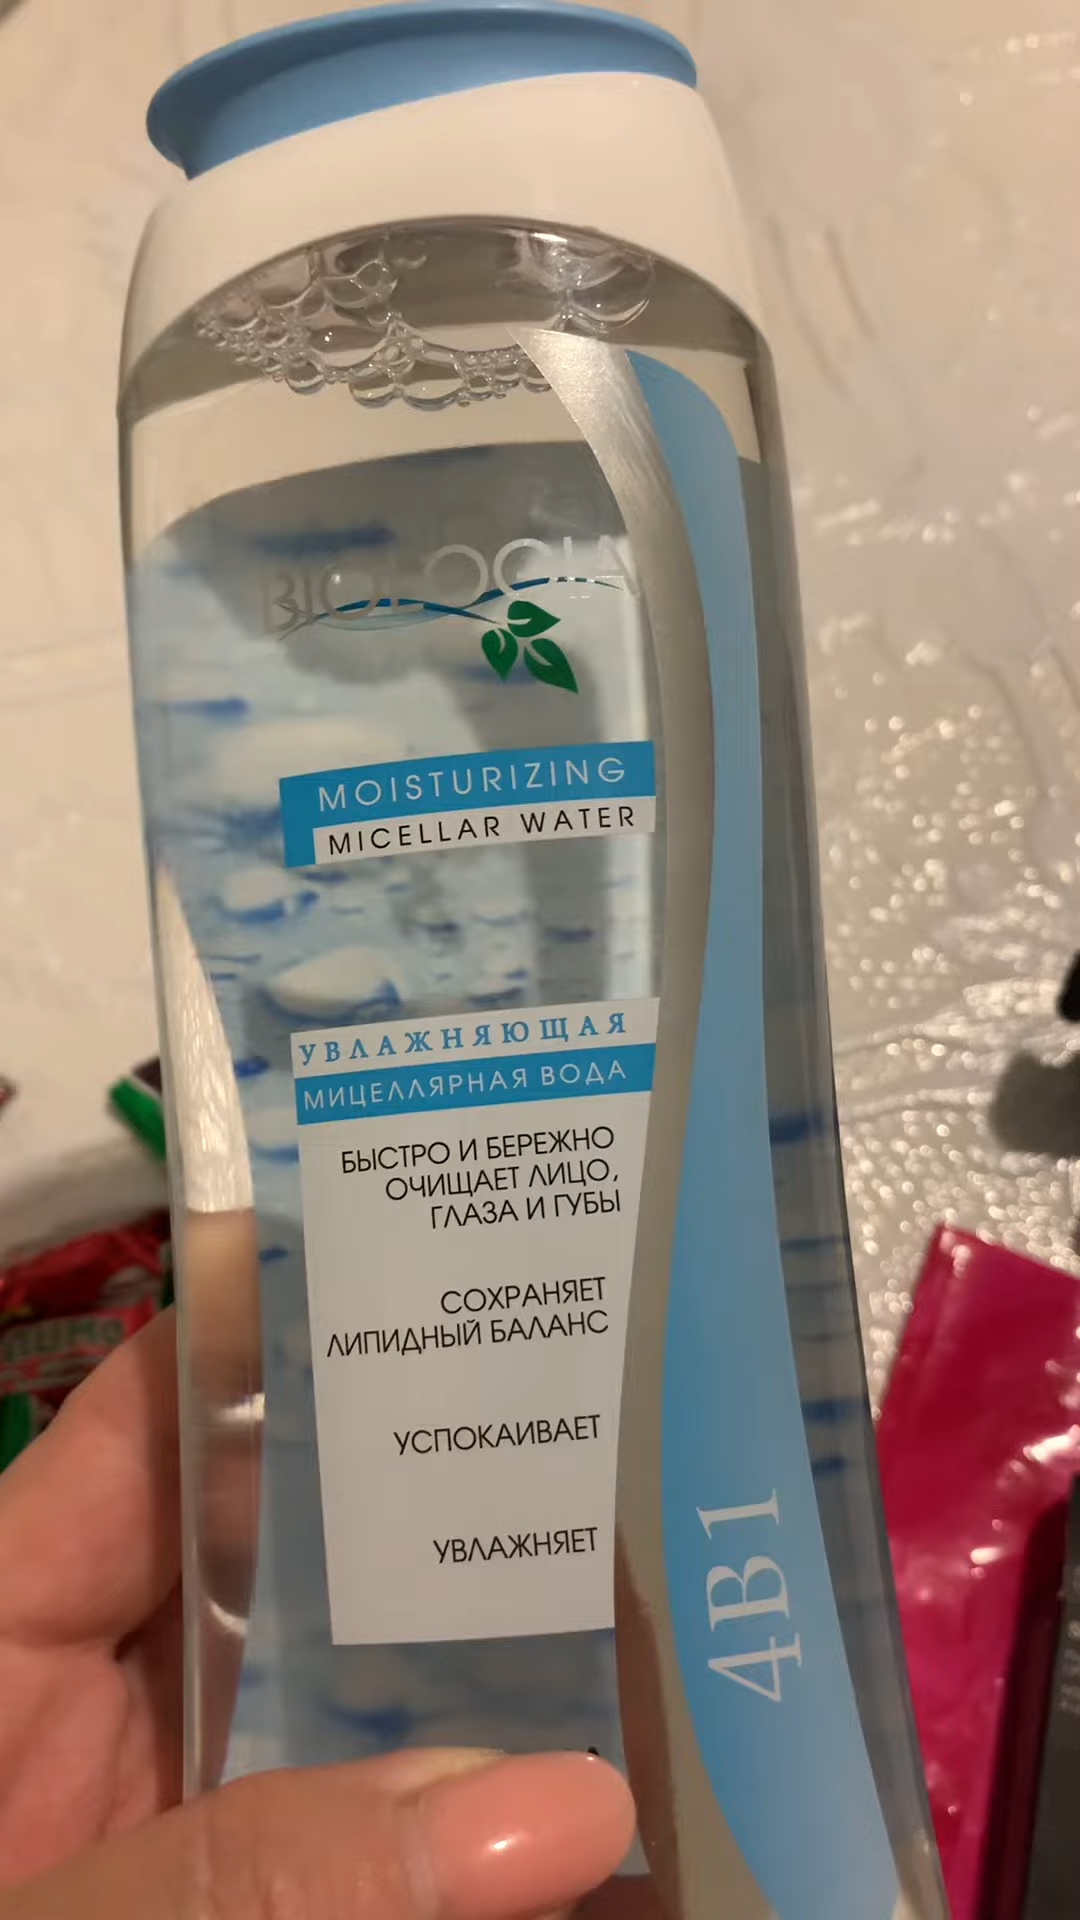 BIOLOGIA
MOISTURIZING
MICELLAR WATER
УВЛАЖНЯЮЩАЯ
МИЦЕЛЛЯРНАЯ ВОДА
БЫСТРО И БЕРЕЖНО
ОЧИЩАЕТ ЛИЦО,
ГЛАЗА И ГУБЫ
СОХРАНЯЕТ
ЛИПИДНЫЙ БАЛАНС
УСПОКАИВАЕТ
УВЛАЖНЯЕТ
4В1